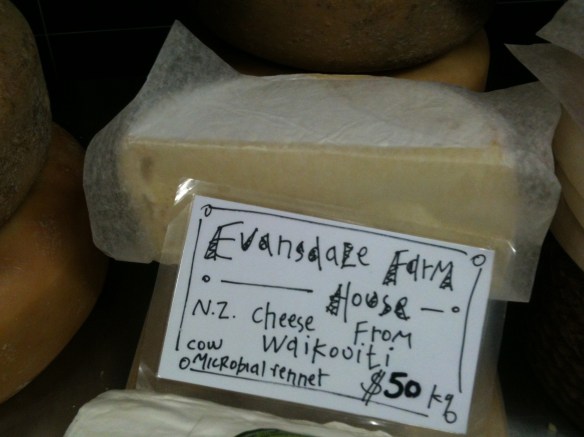 Evansdale Farm
House
N.Z. Cheese From
cow Waikouiti
Microbial rennet $50 kg